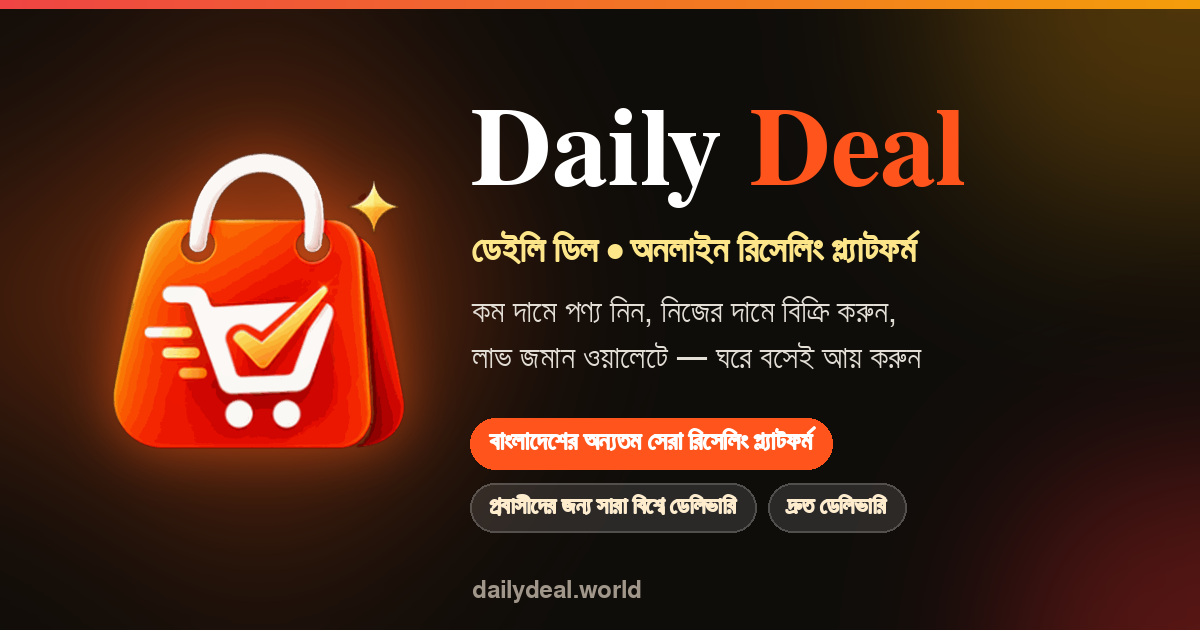 Daily Deal
ডেইলি ডিল ● অনলাইন রিসেলিং প্ল্যাটফর্ম
কম দামে পণ্য নিন, নিজের দামে বিক্রি করুন,
লাভ জমান ওয়ালেটে — ঘরে বসেই আয় করুন
বাংলাদেশের অন্যতম সেরা রিসেলিং প্ল্যাটফর্ম
প্রবাসীদের জন্য সারা বিশ্বে ডেলিভারি দ্রুত ডেলিভারি
dailydeal.world